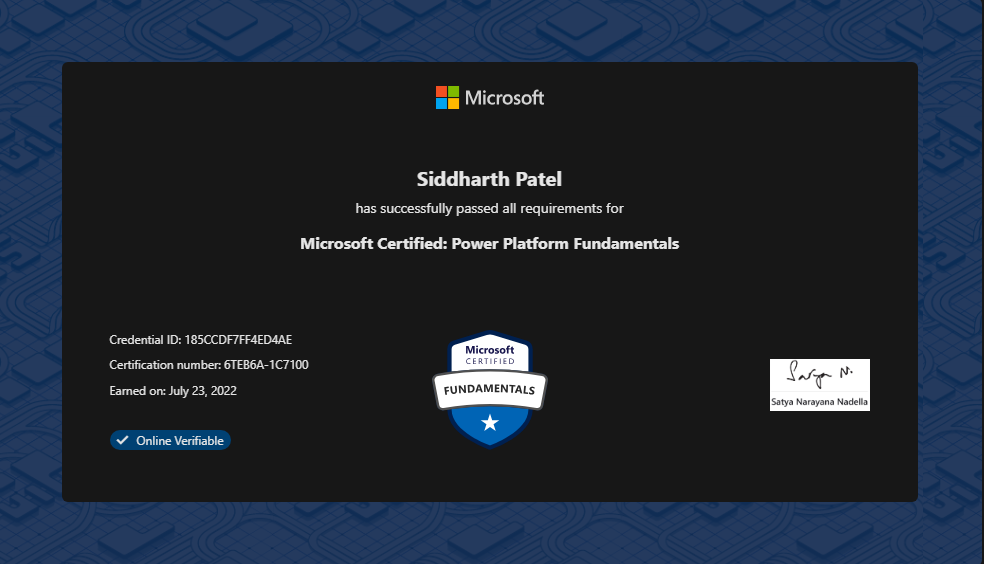 Microsoft
Siddharth Patel
has successfully passed all requirements for
Microsoft Certified: Power Platform Fundamentals
Credential ID: 185CCDF7FF4ED4AE
Certification number: 6TEB6A-1C7100
Earned on: July 23, 2022
Online Verifiable
Microsoft
CERTIFIED
FUNDAMENTALS
Satya N.
Satya Narayana Nadella